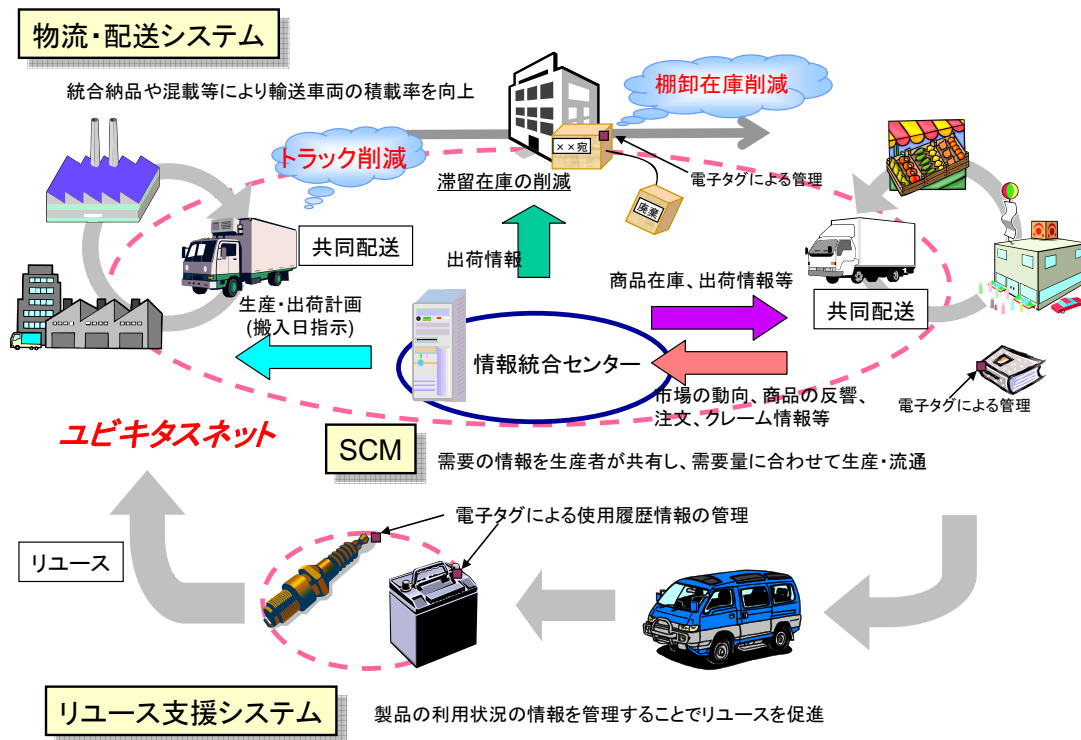 物流・配送システム
統合納品や混載等により輸送車両の積載率を向上
トラック削減
棚卸在庫削減
××宛
電子タグによる管理
滞留在庫の削減
廃棄
共同配送
出荷情報
商品在庫、出荷情報等
共同配送
生産・出荷計画
(搬入日指示)
情報統合センター
市場の動向、商品の反響、
注文、クレーム情報等
電子タグによる管理
ユビキタスネット
SCM
需要の情報を生産者が共有し、需要量に合わせて生産・流通
電子タグによる使用履歴情報の管理
リユース
リユース支援システム
製品の利用状況の情報を管理することでリユースを促進